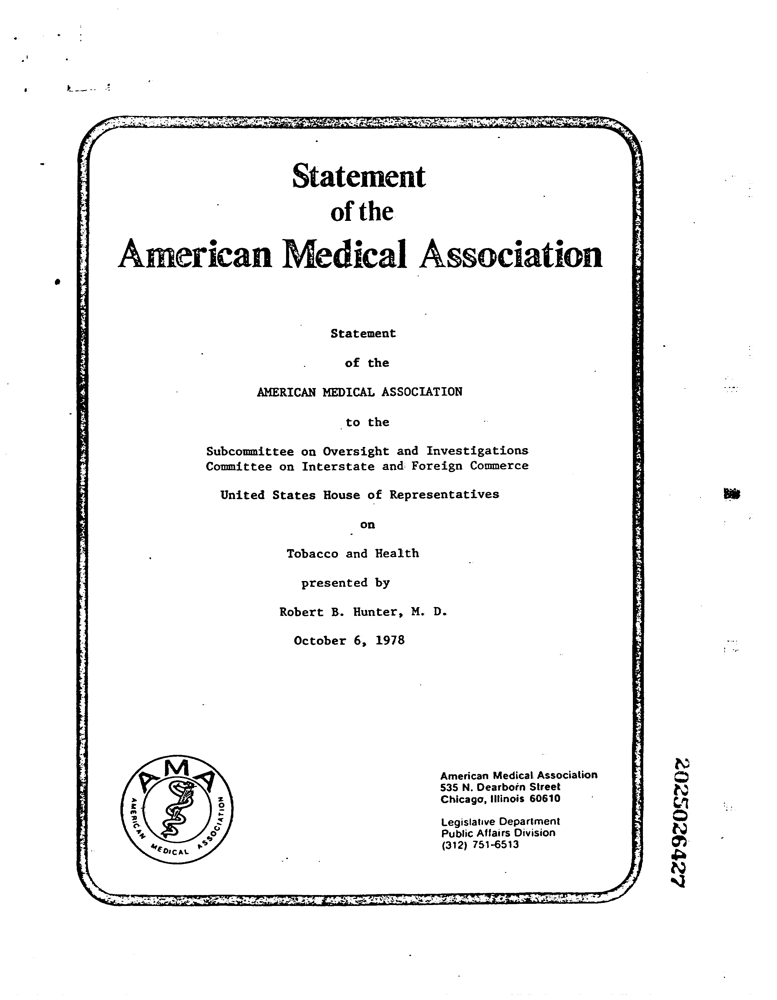 Statement
of the
American Medical Association
Statement
of the
AMERICAN MEDICAL ASSOCIATION
to the
Subcommittee on Oversight and Investigations
Committee on Interstate and Foreign Commerce
United States House of Representatives
on
Tobacco and Health
presented by
Robert B. Hunter, M. D.
October 6, 1978
AMA
AMERICAN MEDICAL ASSOCIATION
American Medical Association
535 N. Dearborn Street
Chicago, Illinois 60610
Legislative Department
Public Affairs Division
(312) 751-6513
2025026427